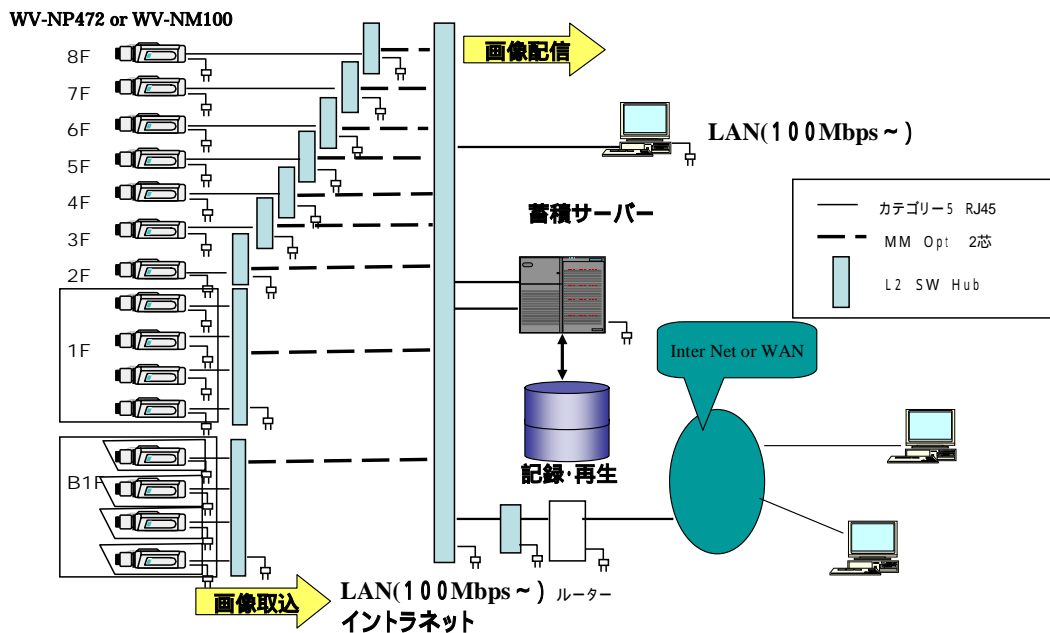 WV-NP472 or WV-NM100
8F
7F
6F
5F
4F
3F
2F
1F
B1F
画像配信
LAN(100Mbps~)
蓄積サーバー
カテゴリー5 RJ45
MM Opt 2芯
L2 SW Hub
Inter Net or WAN
記録・再生
画像取込
LAN(100Mbps~)
ルーター
イントラネット